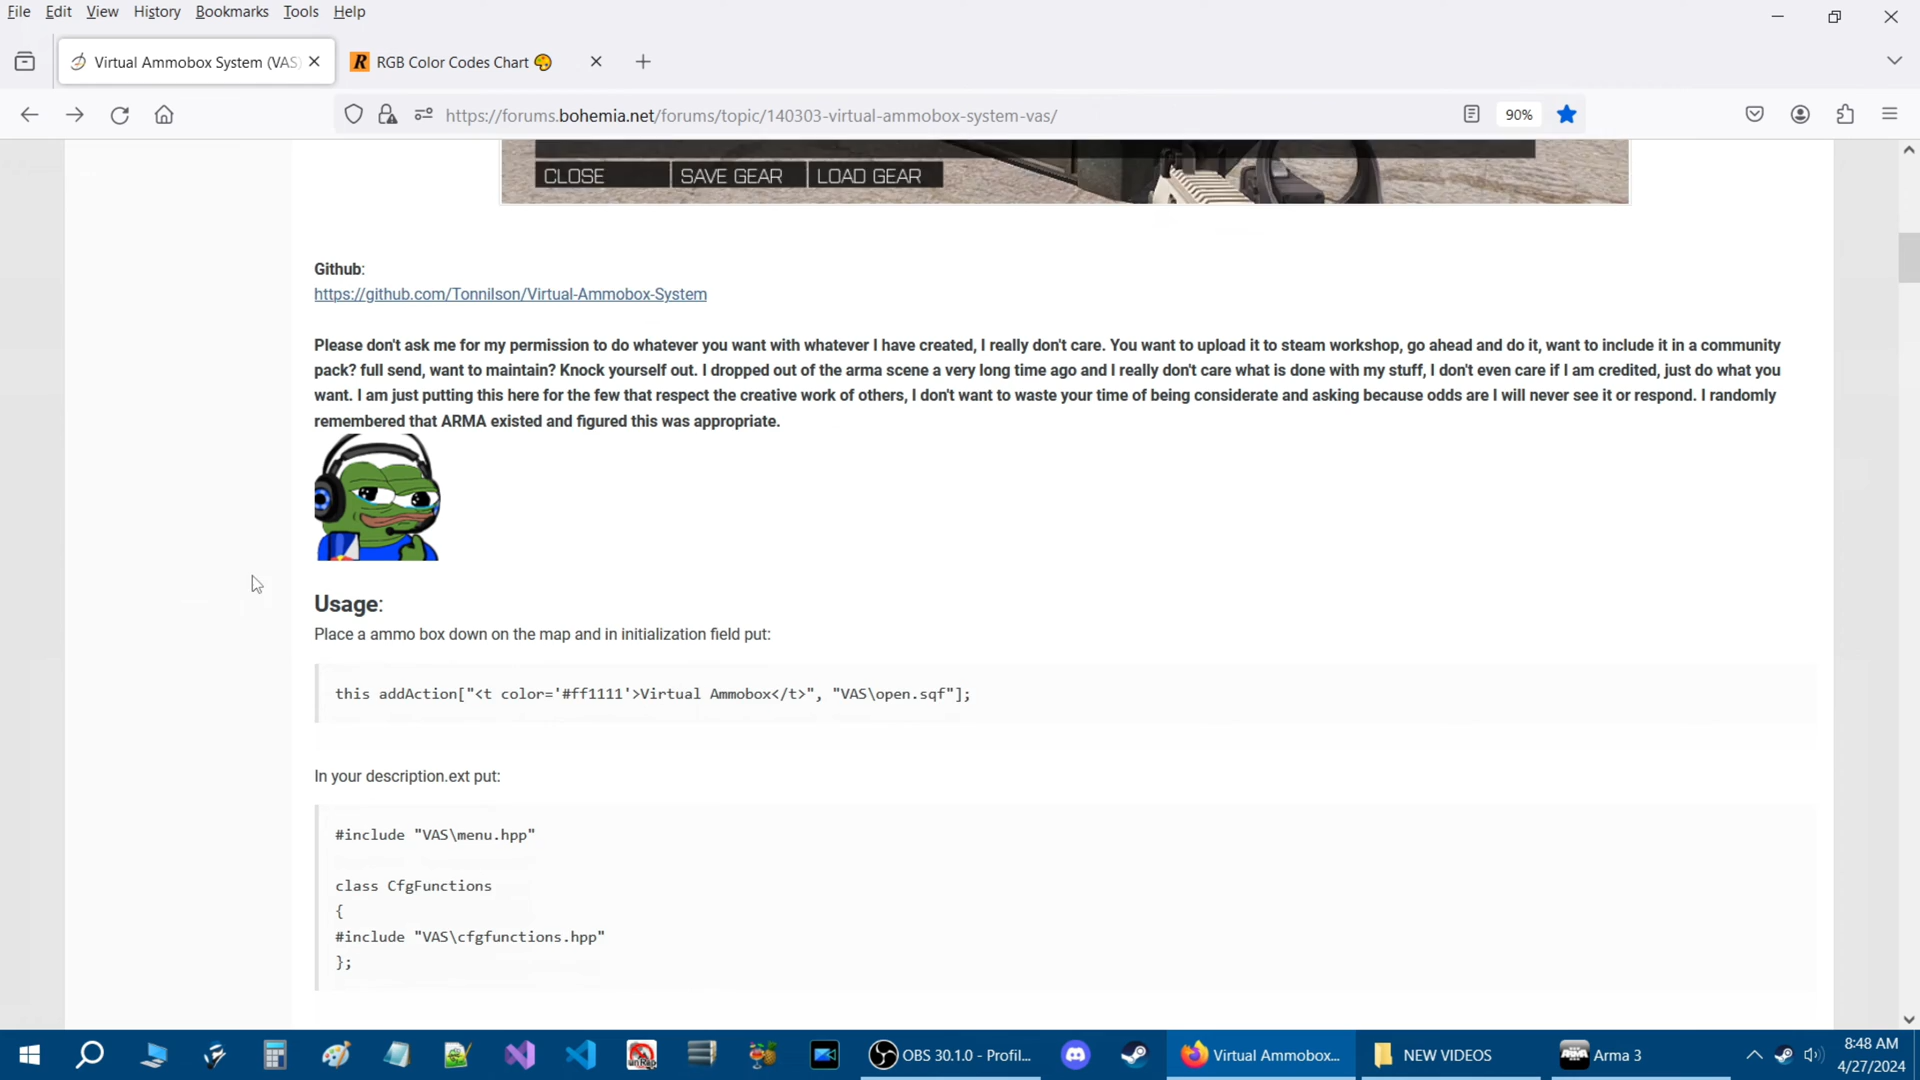 File Edit View History Bookmarks Tools Help
Virtual Ammobox System (VAS)
RGB Color Codes Chart
https://forums.bohemia.net/forums/topic/140303-virtual-ammobox-system-vas/
90%
CLOSE SAVE GEAR LOAD GEAR
Github:
https://github.com/Tonnilson/Virtual-Ammobox-System
Please don't ask me for my permission to do whatever you want with whatever I have created, I really don't care. You want to upload it to steam workshop, go ahead and do it, want to include it in a community
pack? full send, want to maintain? Knock yourself out. I dropped out of the arma scene a very long time ago and I really don't care what is done with my stuff, I don't even care if I am credited, just do what you
want. I am just putting this here for the few that respect the creative work of others, I don't want to waste your time of being considerate and asking because odds are I will never see it or respond. I randomly
remembered that ARMA existed and figured this was appropriate.
Usage:
Place a ammo box down on the map and in initialization field put:
this addAction["<t color='#ff1111'>Virtual Ammobox</t>", "VAS\open.sqf"];
In your description.ext put:
#include "VAS\menu.hpp"
class CfgFunctions
{
#include "VAS\cfgfunctions.hpp"
};
OBS 30.1.0 - Profil...
Virtual Ammobox...
NEW VIDEOS
Arma 3
8:48 AM
4/27/2024